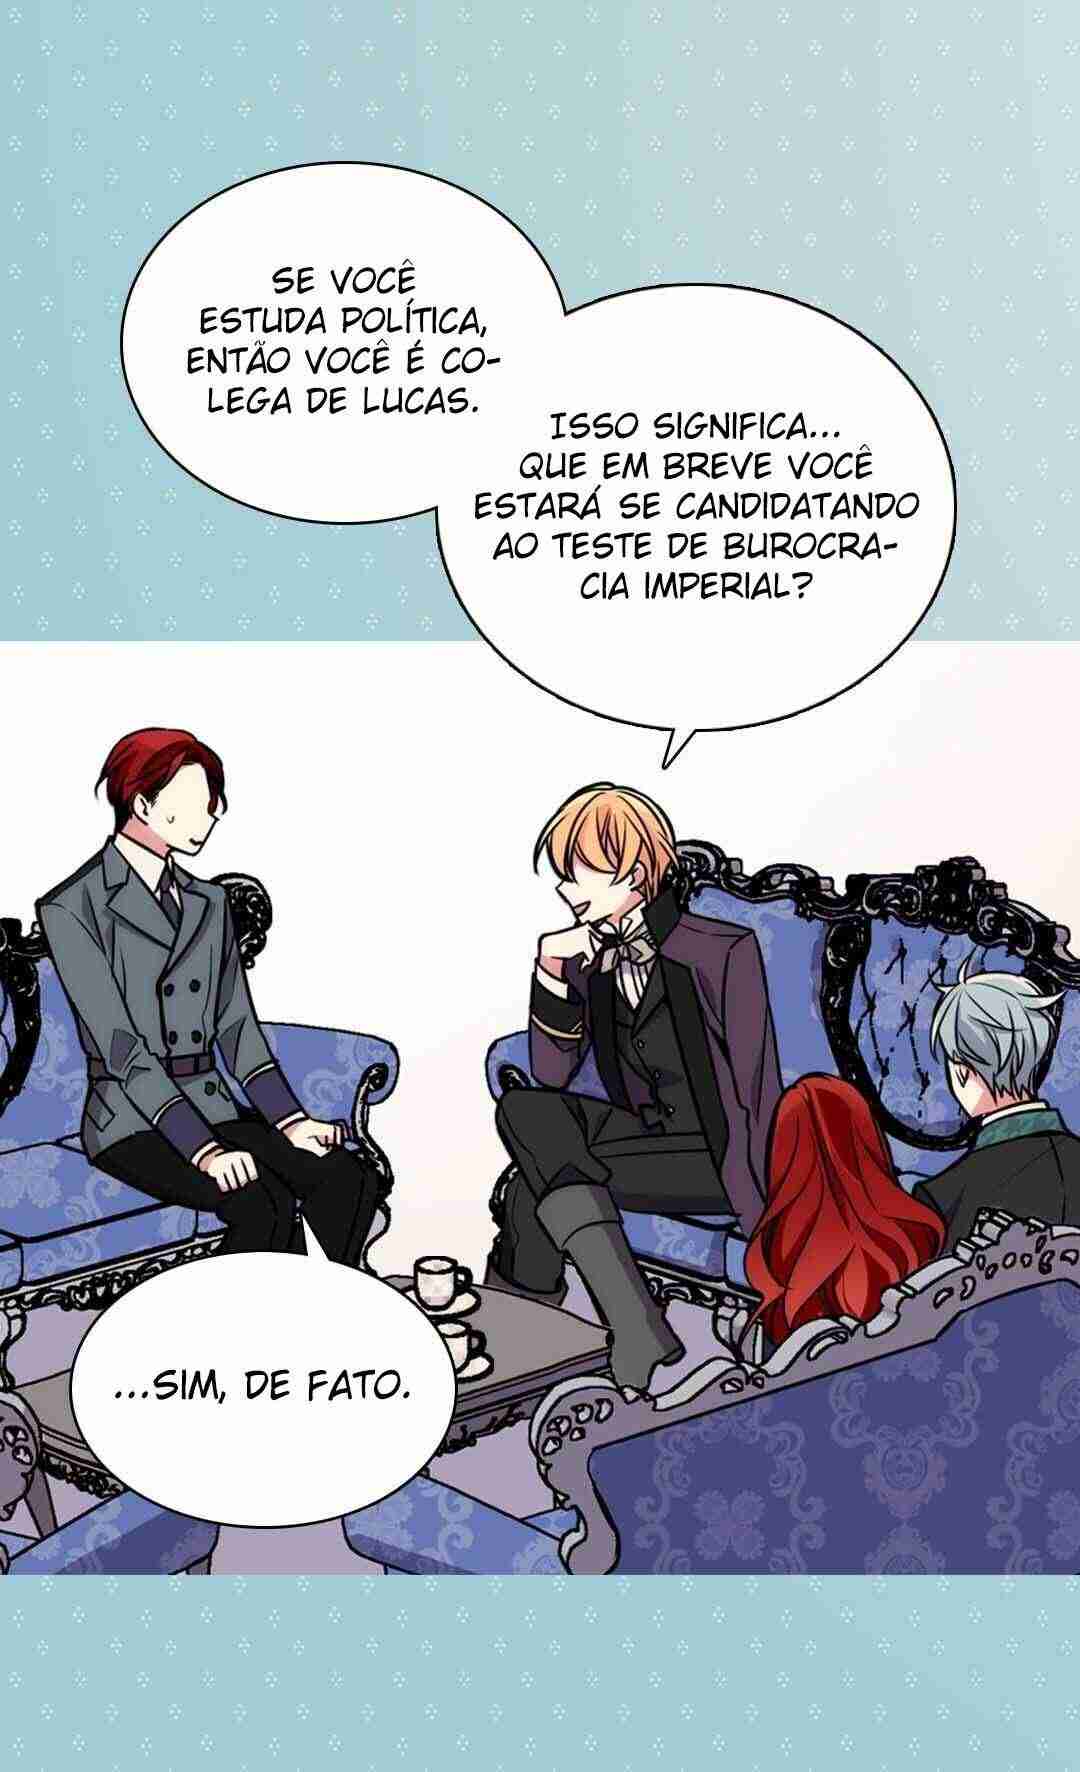 SE VOCÊ
ESTUDA POLÍTICA,
ENTÃO VOCÊ É CO-
LEGA DE LUCAS.
ISSO SIGNIFICA...
QUE EM BREVE VOCÊ
ESTARÁ SE CANDIDATANDO
AO TESTE DE BUROCRA-
CIA IMPERIAL?
...SIM, DE FATO.